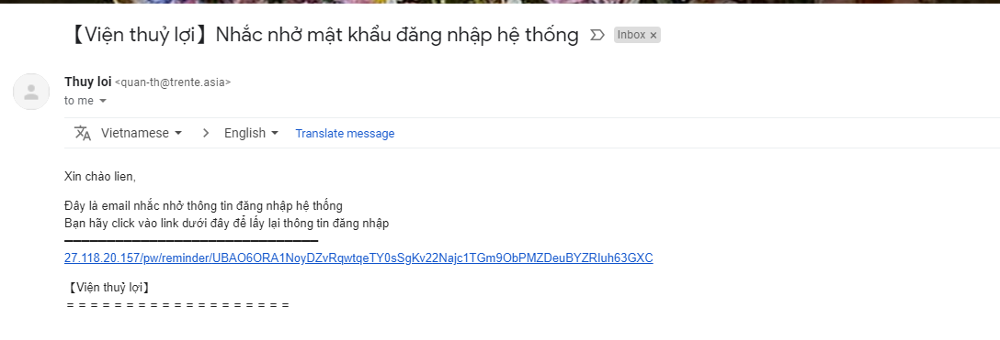 【Viện thuỷ lợi】Nhắc nhở mật khẩu đăng nhập hệ thống Inbox ×
Thuy loi <quan-th@trente.asia>
to me
Vietnamese > English Translate message
Xin chào lien,
Đây là email nhắc nhở thông tin đăng nhập hệ thống
Bạn hãy click vào link dưới đây để lấy lại thông tin đăng nhập
━━━━━━━━━━━━━━━━━━━━━━━
27.118.20.157/pw/reminder/UBAO6ORA1NoyDZvRqwtqeTY0sSgKv22Najc1TGm9ObPMZDeuBYZRluh63GXC
【Viện thuỷ lợi】
= = = = = = = = = = = = = = = = = = =